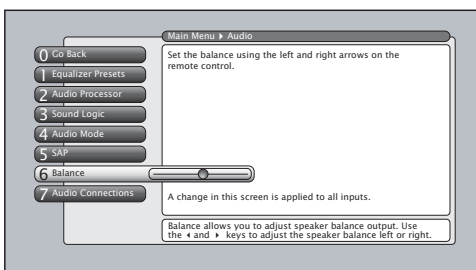 Main Menu ▸ Audio
0 Go Back
1 Equalizer Presets
2 Audio Processor
3 Sound Logic
4 Audio Mode
5 SAP
6 Balance
7 Audio Connections
Set the balance using the left and right arrows on the
remote control.
A change in this screen is applied to all inputs.
Balance allows you to adjust speaker balance output. Use
the ◂ and ▸ keys to adjust the speaker balance left or right.